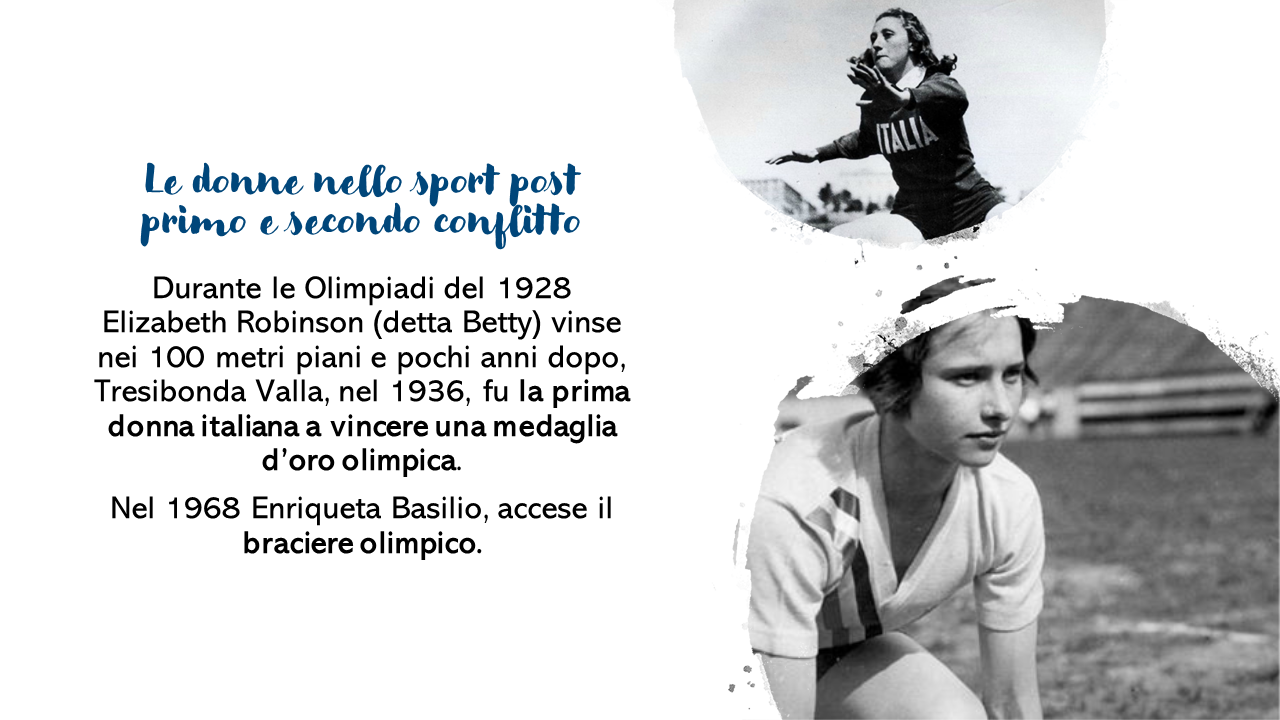 Le donne nello sport post
primo e secondo conflitto
Durante le Olimpiadi del 1928
Elizabeth Robinson (detta Betty) vinse
nei 100 metri piani e pochi anni dopo,
Tresibonda Valla, nel 1936, fu la prima
donna italiana a vincere una medaglia
d’oro olimpica.
Nel 1968 Enriqueta Basilio, accese il
braciere olimpico.
ITALIA